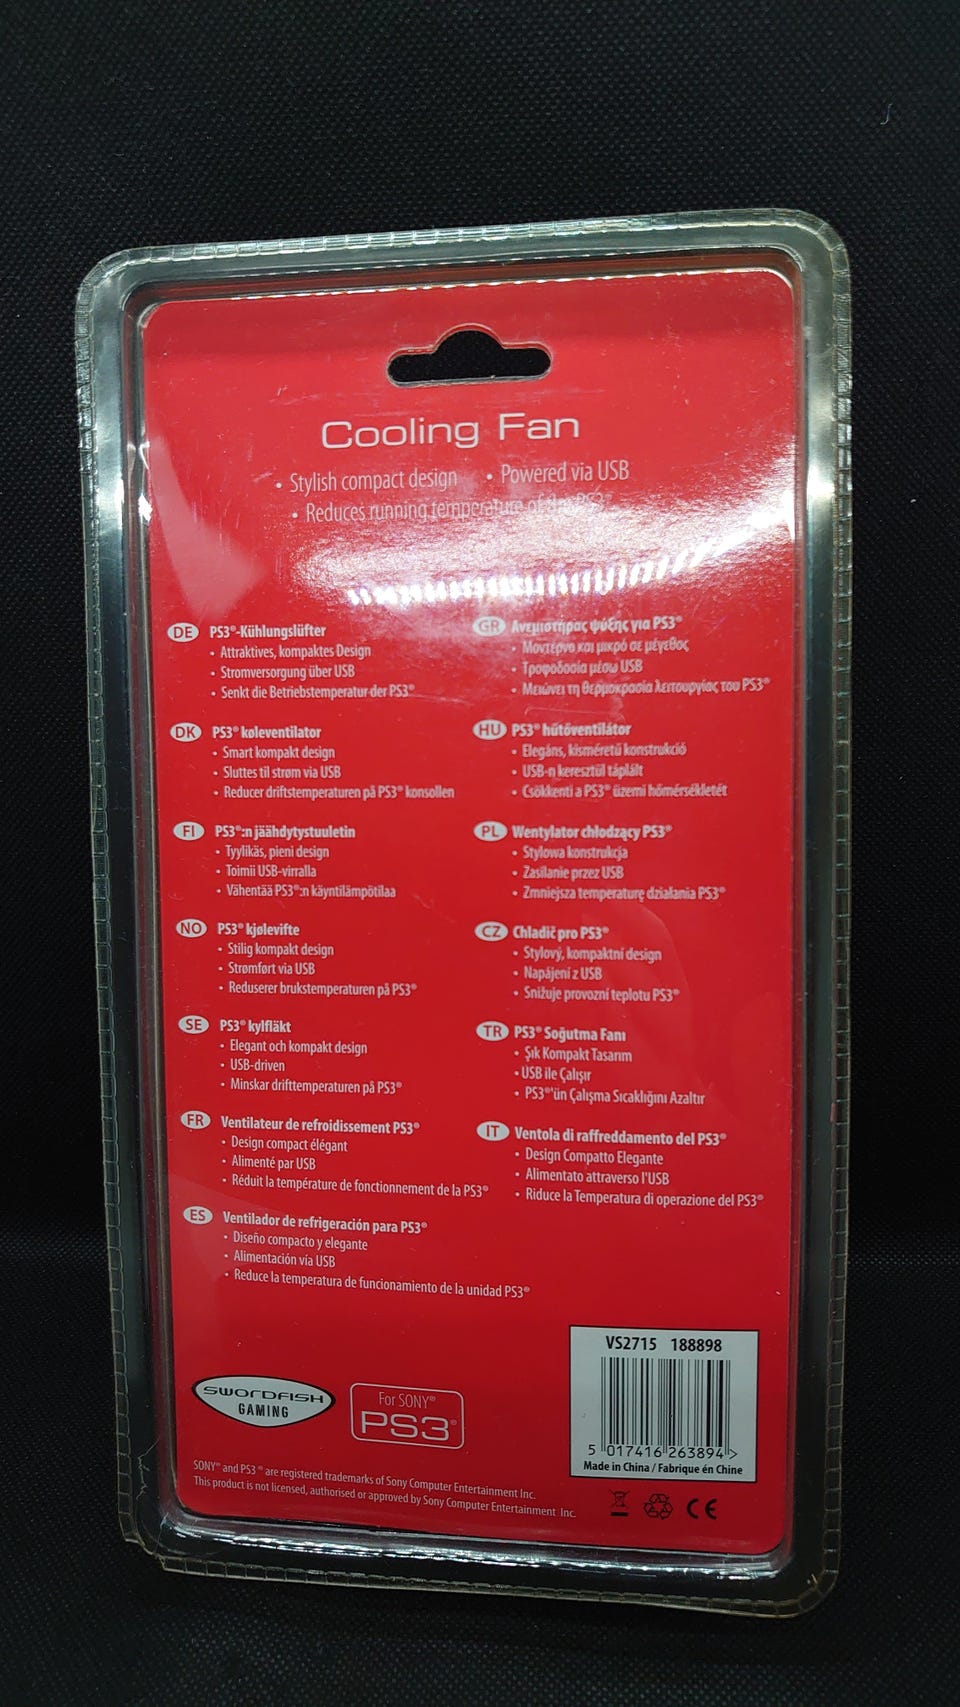 Cooling Fan
• Stylish compact design • Powered via USB
• Reduces running temperature of the PS3®
DE PS3®-Kühlungslüfter
• Attraktives, kompaktes Design
• Stromversorgung über USB
• Senkt die Betriebstemperatur der PS3®
DK PS3® køleventilator
• Smart kompakt design
• Sluttes til strøm via USB
• Reducer driftstemperaturen på PS3® konsollen
FI PS3®:n jäähdytystuuletin
• Tyylikäs, pieni design
• Toimii USB-virralla
• Vähentää PS3®:n käyntilämpötilaa
NO PS3® kjølevifte
• Stilig kompakt design
• Strømført via USB
• Reduserer brukstemperaturen på PS3®
SE PS3® kylfläkt
• Elegant och kompakt design
• USB-driven
• Minskar drifttemperaturen på PS3®
FR Ventilateur de refroidissement PS3®
• Design compact élégant
• Alimenté par USB
• Réduit la température de fonctionnement de la PS3®
ES Ventilador de refrigeración para PS3®
• Diseño compacto y elegante
• Alimentación vía USB
• Reduce la temperatura de funcionamiento de la unidad PS3®
GR Ανεμιστήρας ψύξης για PS3®
• Μοντέρνο και μικρό σε μέγεθος
• Τροφοδοσία μέσω USB
• Μειώνει τη θερμοκρασία λειτουργίας του PS3®
HU PS3® hűtőventilátor
• Elegáns, kisméretű konstrukció
• USB-n keresztül táplált
• Csökkenti a PS3® üzemi hőmérsékletét
PL Wentylator chłodzący PS3®
• Stylowa konstrukcja
• Zasilanie przez USB
• Zmniejsza temperaturę działania PS3®
CZ Chladič pro PS3®
• Stylový, kompaktní design
• Napájení z USB
• Snižuje provozní teplotu PS3®
TR PS3® Soğutma Fanı
• Şık Kompakt Tasarım
• USB ile Çalışır
• PS3®'ün Çalışma Sıcaklığını Azaltır
IT Ventola di raffreddamento del PS3®
• Design Compatto Elegante
• Alimentato attraverso l'USB
• Riduce la Temperatura di operazione del PS3®
SWORDFISH
GAMING
For SONY®
PS3®
SONY® and PS3® are registered trademarks of Sony Computer Entertainment Inc.
This product is not licensed, authorised or approved by Sony Computer Entertainment Inc.
VS2715 188898
5 017416 263894 >
Made in China / Fabrique én Chine
CE